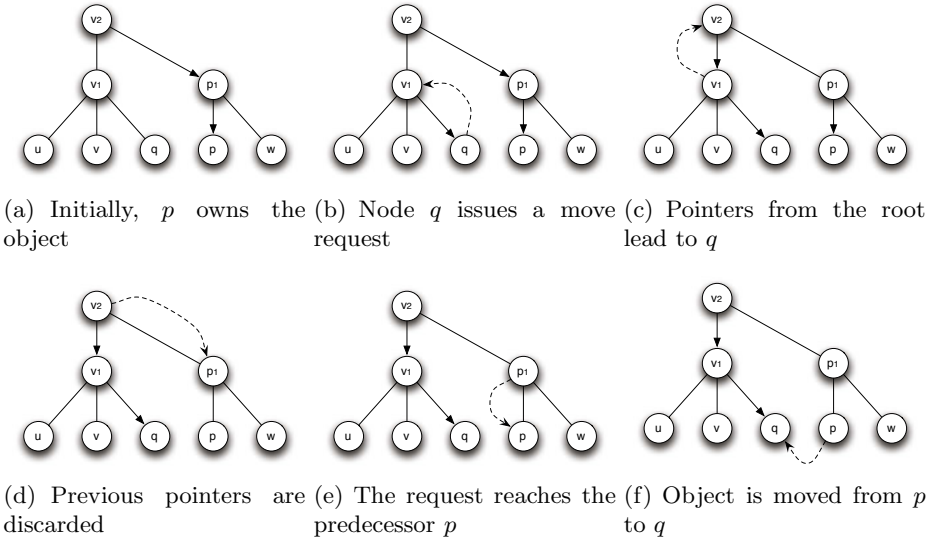 v2
v1 p1
u v q p w
v2
v1 p1
u v q p w
v2
v1 p1
u v q p w
(a) Initially, p owns the
object
(b) Node q issues a move
request
(c) Pointers from the root
lead to q
v2
v1 p1
u v q p w
v2
v1 p1
u v q p w
v2
v1 p1
u v q p w
(d) Previous pointers are
discarded
(e) The request reaches the
predecessor p
(f) Object is moved from p
to q